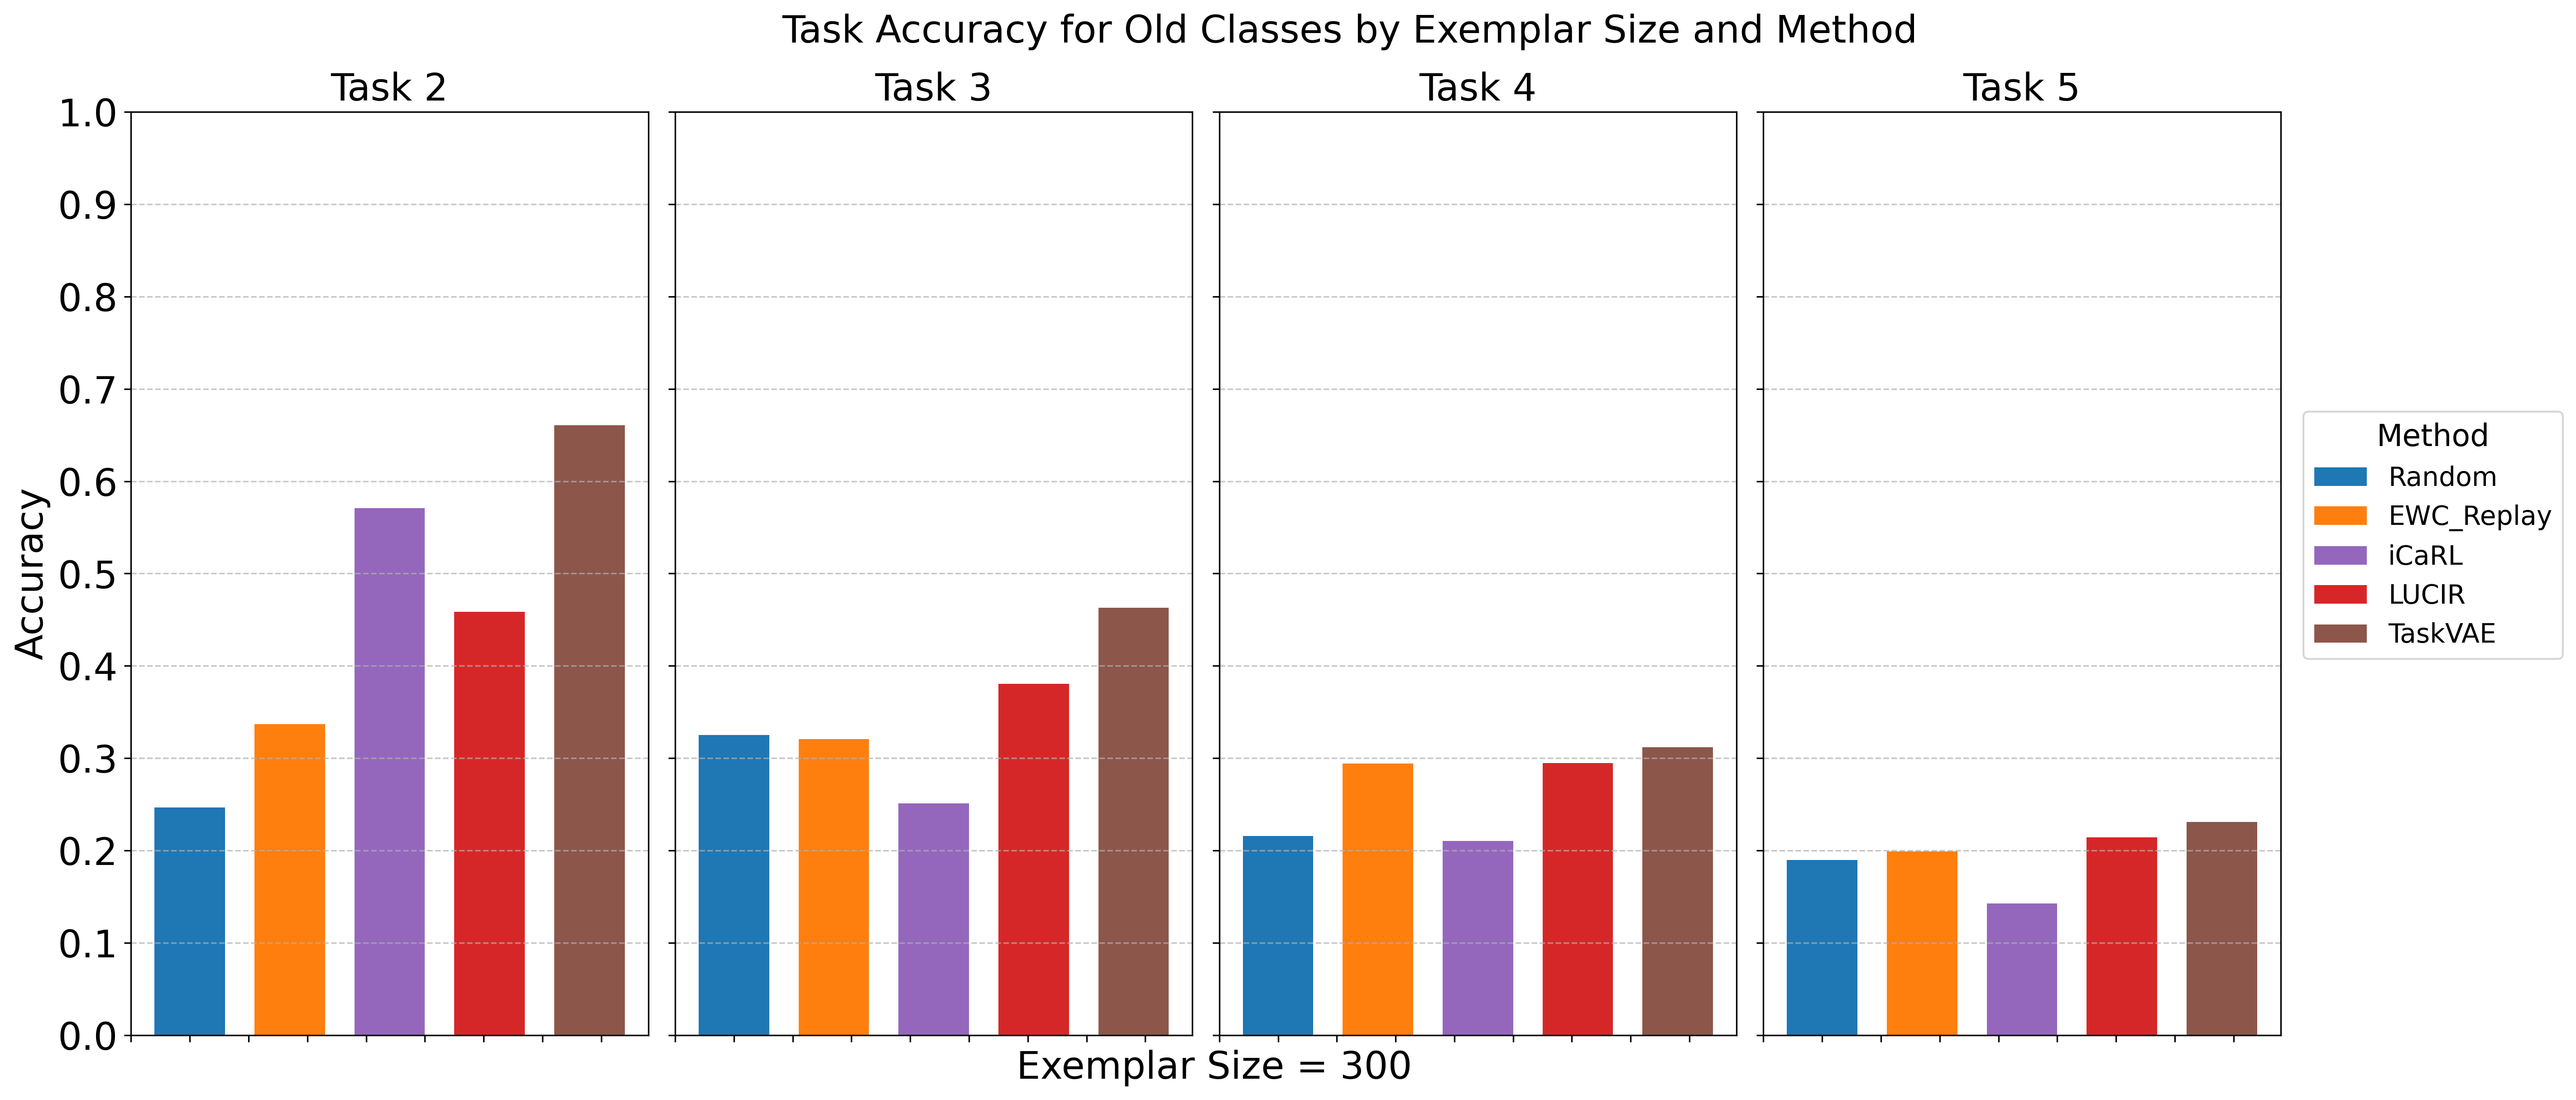 Task Accuracy for Old Classes by Exemplar Size and Method
Task 2
Task 3
Task 4
Task 5
1.0
0.9
0.8
0.7
0.6
0.5
0.4
0.3
0.2
0.1
0.0
Accuracy
Exemplar Size = 300
Method
Random
EWC_Replay
iCaRL
LUCIR
TaskVAE